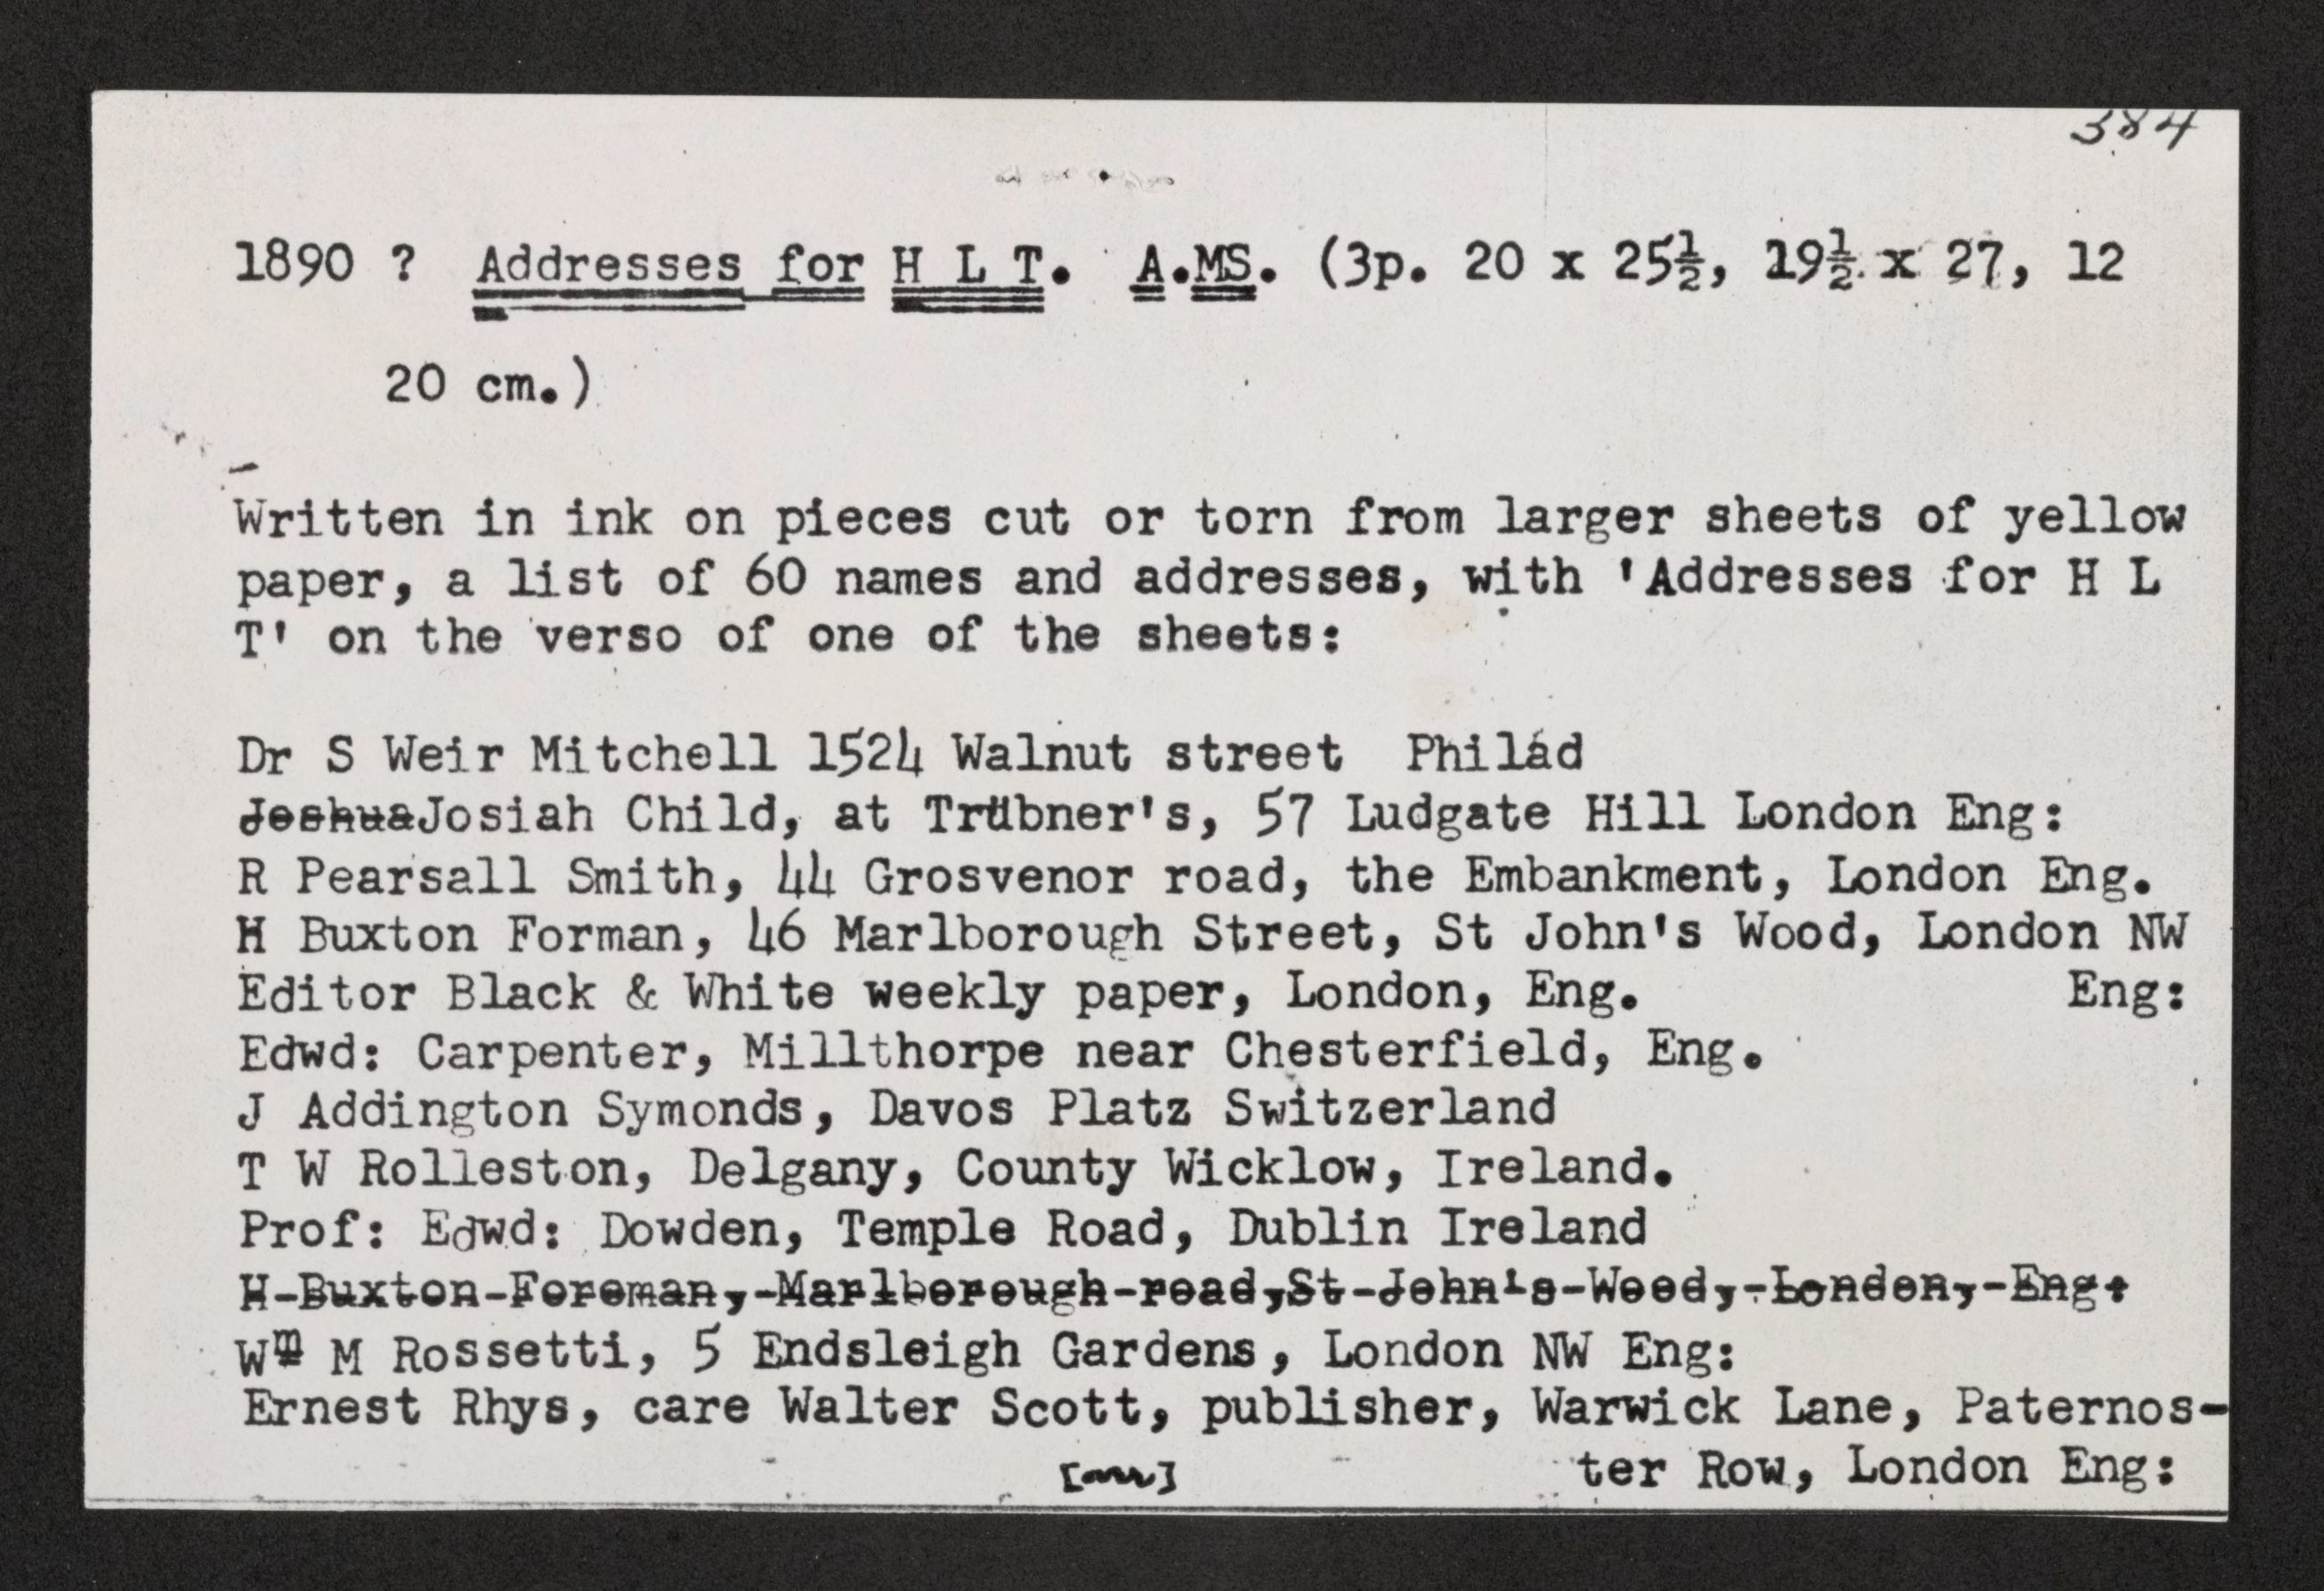 384
1890 ? Addresses for H L T. A.MS. (3p. 20 x 25½, 19½ x 27, 12
20 cm.)
Written in ink on pieces cut or torn from larger sheets of yellow
paper, a list of 60 names and addresses, with 'Addresses for H L
T' on the verso of one of the sheets:
Dr S Weir Mitchell 1524 Walnut street Philád
JoshuaJosiah Child, at Trübner's, 57 Ludgate Hill London Eng:
R Pearsall Smith, 44 Grosvenor road, the Embankment, London Eng.
H Buxton Forman, 46 Marlborough Street, St John's Wood, London NW
Editor Black & White weekly paper, London, Eng. Eng:
Edwd: Carpenter, Millthorpe near Chesterfield, Eng.
J Addington Symonds, Davos Platz Switzerland
T W Rolleston, Delgany, County Wicklow, Ireland.
Prof: Edwd: Dowden, Temple Road, Dublin Ireland
H Buxton Foreman, Marlborough road,St John's Wood, London, Eng:
Wm M Rossetti, 5 Endsleigh Gardens, London NW Eng:
Ernest Rhys, care Walter Scott, publisher, Warwick Lane, Paternos-
ter Row, London Eng: